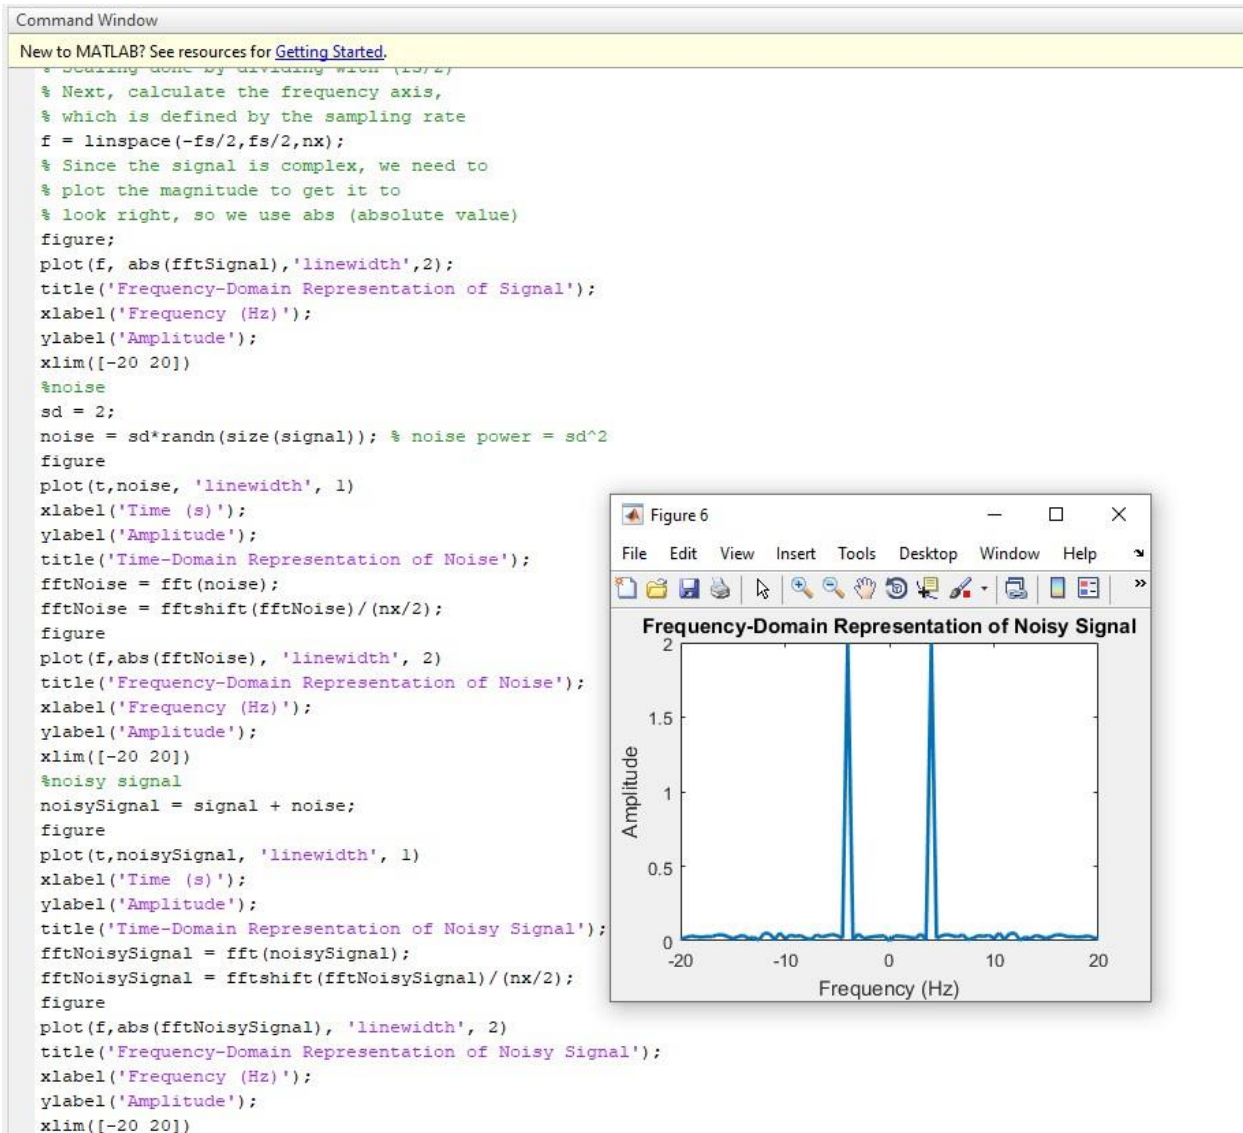 Command Window
New to MATLAB? See resources for Getting Started.
% Scaling done by dividing with (fs/2)
% Next, calculate the frequency axis,
% which is defined by the sampling rate
f = linspace(-fs/2,fs/2,nx);
% Since the signal is complex, we need to
% plot the magnitude to get it to
% look right, so we use abs (absolute value)
figure;
plot(f, abs(fftSignal),'linewidth',2);
title('Frequency-Domain Representation of Signal');
xlabel('Frequency (Hz)');
ylabel('Amplitude');
xlim([-20 20])
%noise
sd = 2;
noise = sd*randn(size(signal)); % noise power = sd^2
figure
plot(t,noise, 'linewidth', 1)
xlabel('Time (s)');
ylabel('Amplitude');
title('Time-Domain Representation of Noise');
fftNoise = fft(noise);
fftNoise = fftshift(fftNoise)/(nx/2);
figure
plot(f,abs(fftNoise), 'linewidth', 2)
title('Frequency-Domain Representation of Noise');
xlabel('Frequency (Hz)');
ylabel('Amplitude');
xlim([-20 20])
%noisy signal
noisySignal = signal + noise;
figure
plot(t,noisySignal, 'linewidth', 1)
xlabel('Time (s)');
ylabel('Amplitude');
title('Time-Domain Representation of Noisy Signal');
fftNoisySignal = fft(noisySignal);
fftNoisySignal = fftshift(fftNoisySignal)/(nx/2);
figure
plot(f,abs(fftNoisySignal), 'linewidth', 2)
title('Frequency-Domain Representation of Noisy Signal');
xlabel('Frequency (Hz)');
ylabel('Amplitude');
xlim([-20 20])
Figure 6
File Edit View Insert Tools Desktop Window Help
Frequency-Domain Representation of Noisy Signal
2
1.5
1
0.5
0
Amplitude
-20 -10 0 10 20
Frequency (Hz)